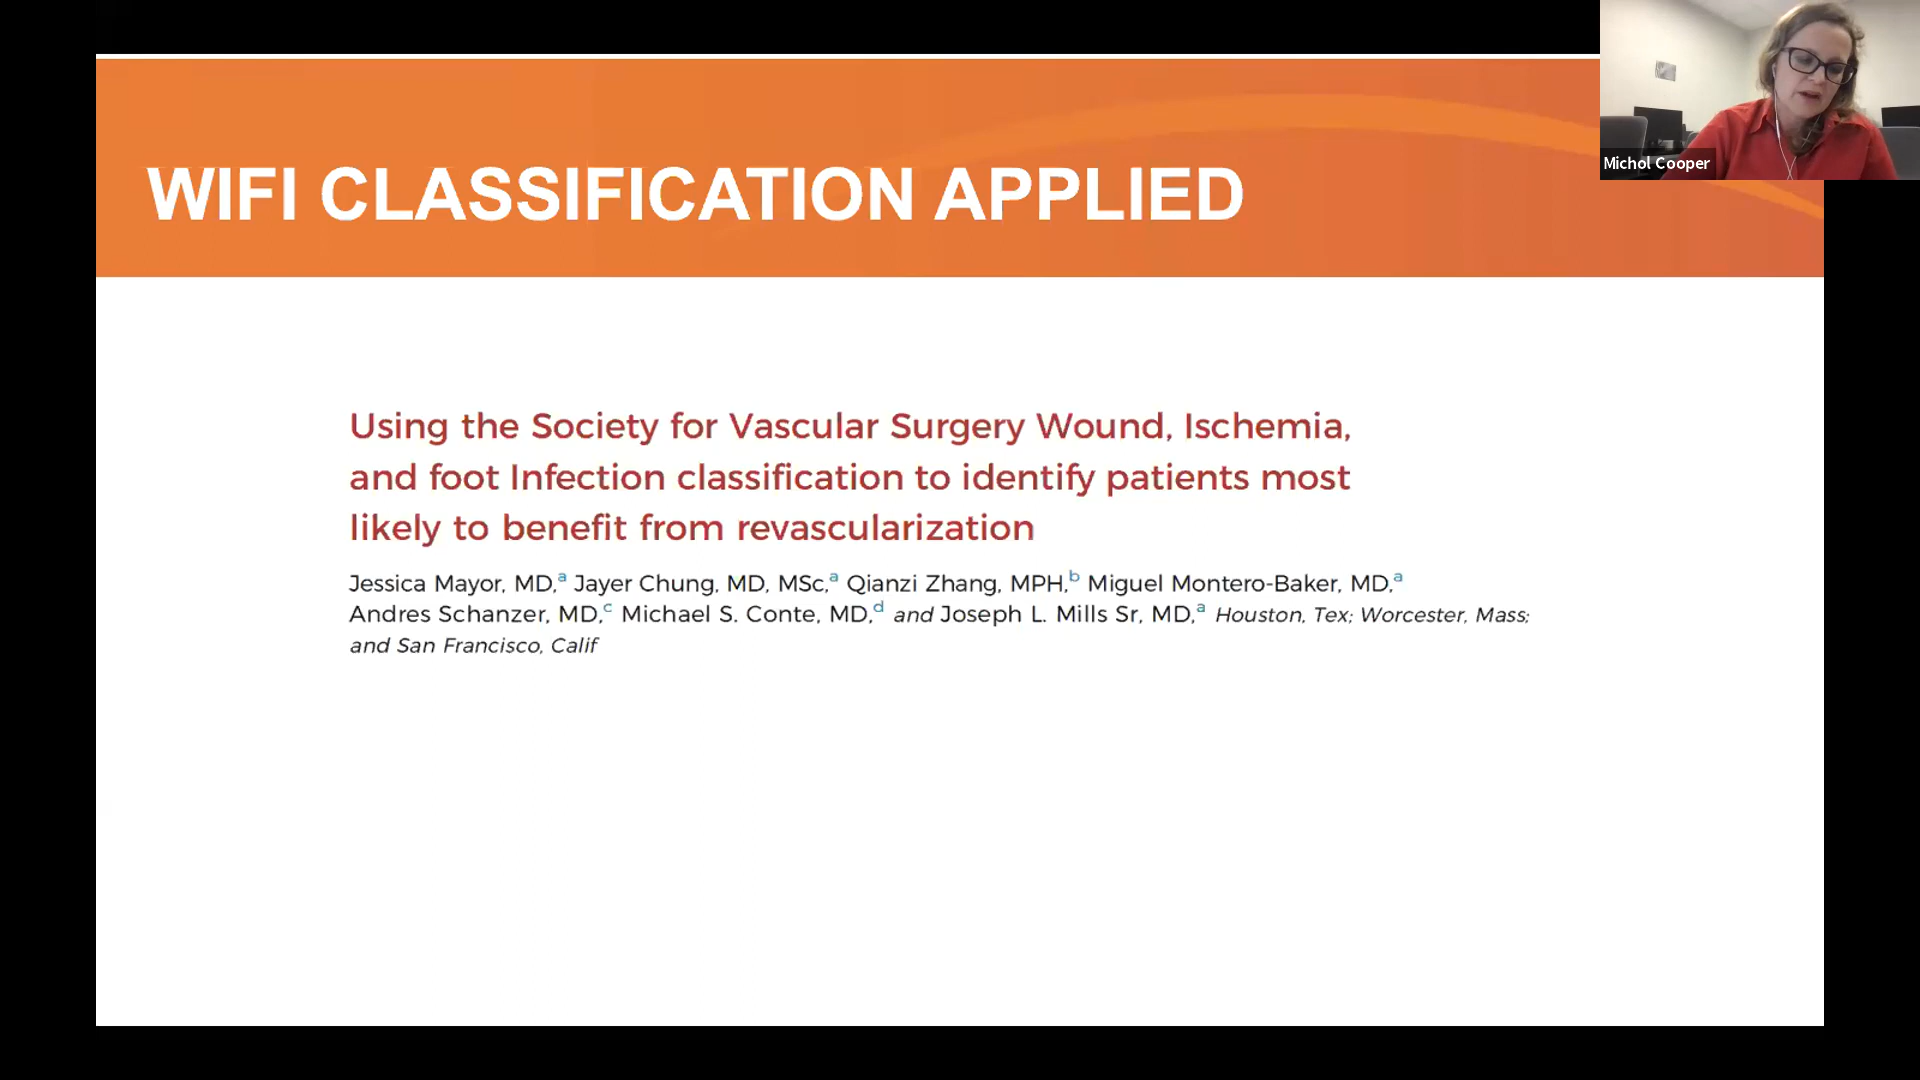 WIFI CLASSIFICATION APPLIED
Michol Cooper
Using the Society for Vascular Surgery Wound, Ischemia,
and foot Infection classification to identify patients most
likely to benefit from revascularization
Jessica Mayor, MD,a Jayer Chung, MD, MSc,a Qianzi Zhang, MPH,b Miguel Montero-Baker, MD,a
Andres Schanzer, MD,c Michael S. Conte, MD,d and Joseph L. Mills Sr, MD,a Houston, Tex; Worcester, Mass;
and San Francisco, Calif